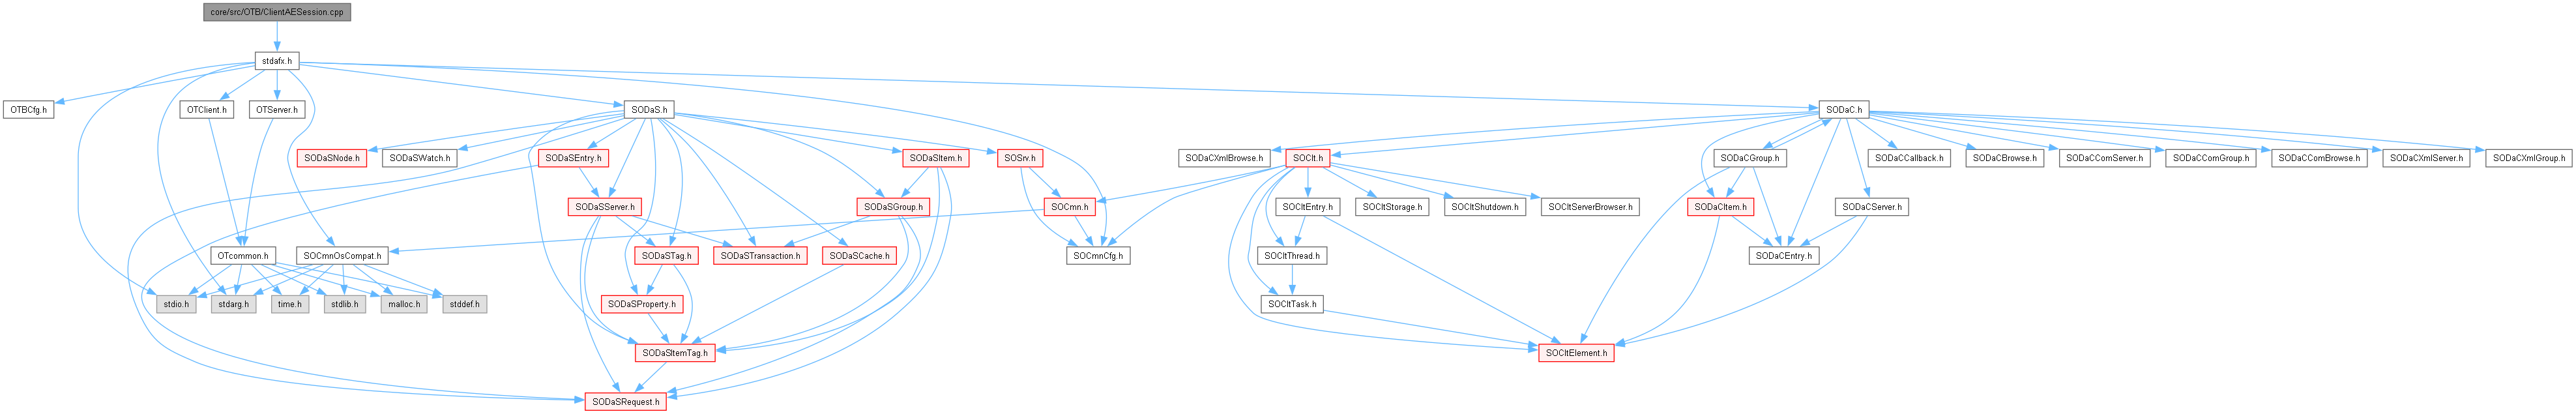 core/src/OTB/ClientAESession.cpp
stdafx.h
OTBCfg.h
OTClient.h
OTServer.h
SODaS.h
SODaC.h
SODaSNode.h
SODaSWatch.h
SODaSEntry.h
SODaSItem.h
SOSrv.h
SODaCXmlBrowse.h
SOClt.h
SODaCGroup.h
SODaCCallback.h
SODaCBrowse.h
SODaCComServer.h
SODaCComGroup.h
SODaCComBrowse.h
SODaCXmlServer.h
SODaCXmlGroup.h
SODaSServer.h
SODaSGroup.h
SOCmn.h
SOCltEntry.h
SOCltStorage.h
SOCltShutdown.h
SOCltServerBrowser.h
SODaCItem.h
SODaCServer.h
OTcommon.h
SOCmnOsCompat.h
SODaSTag.h
SODaSTransaction.h
SODaSCache.h
SOCmnCfg.h
SOCltThread.h
SODaCEntry.h
stdio.h
stdarg.h
time.h
stdlib.h
malloc.h
stddef.h
SODaSProperty.h
SOCltTask.h
SODaSItemTag.h
SOCltElement.h
SODaSRequest.h